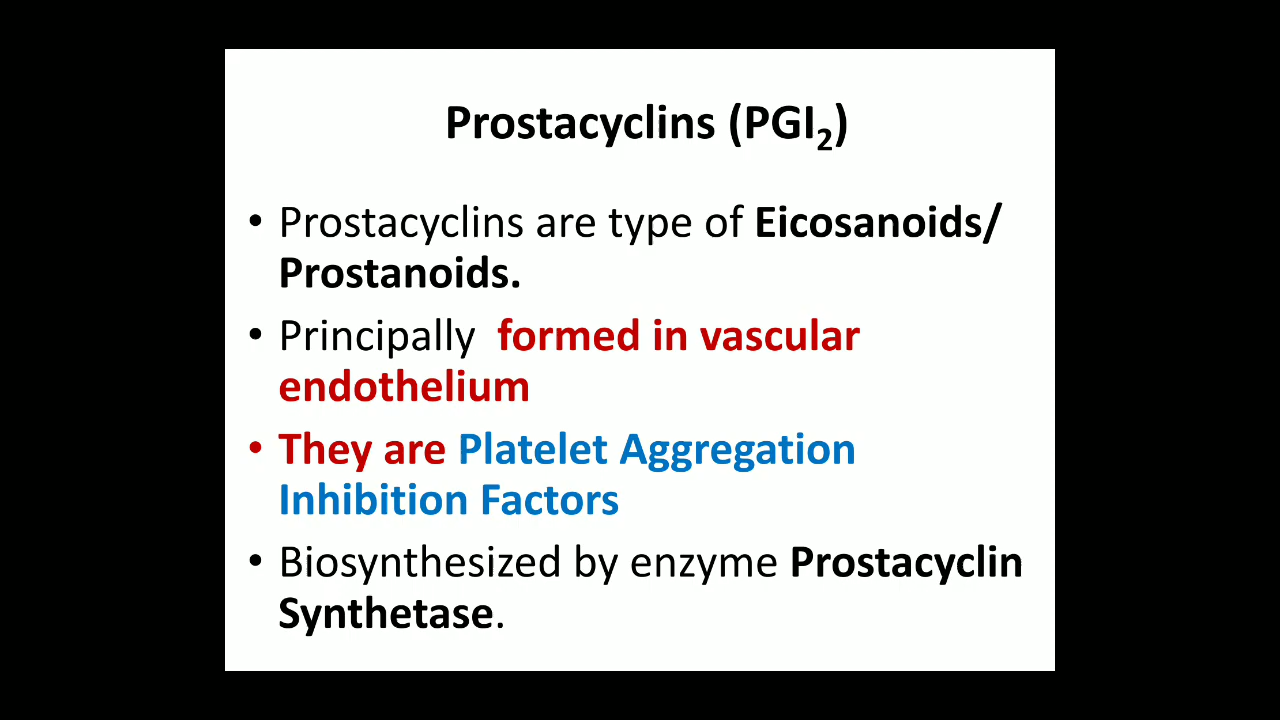 Prostacyclins (PGI₂)
• Prostacyclins are type of Eicosanoids/
Prostanoids.
• Principally formed in vascular
endothelium
• They are Platelet Aggregation
Inhibition Factors
• Biosynthesized by enzyme Prostacyclin
Synthetase.